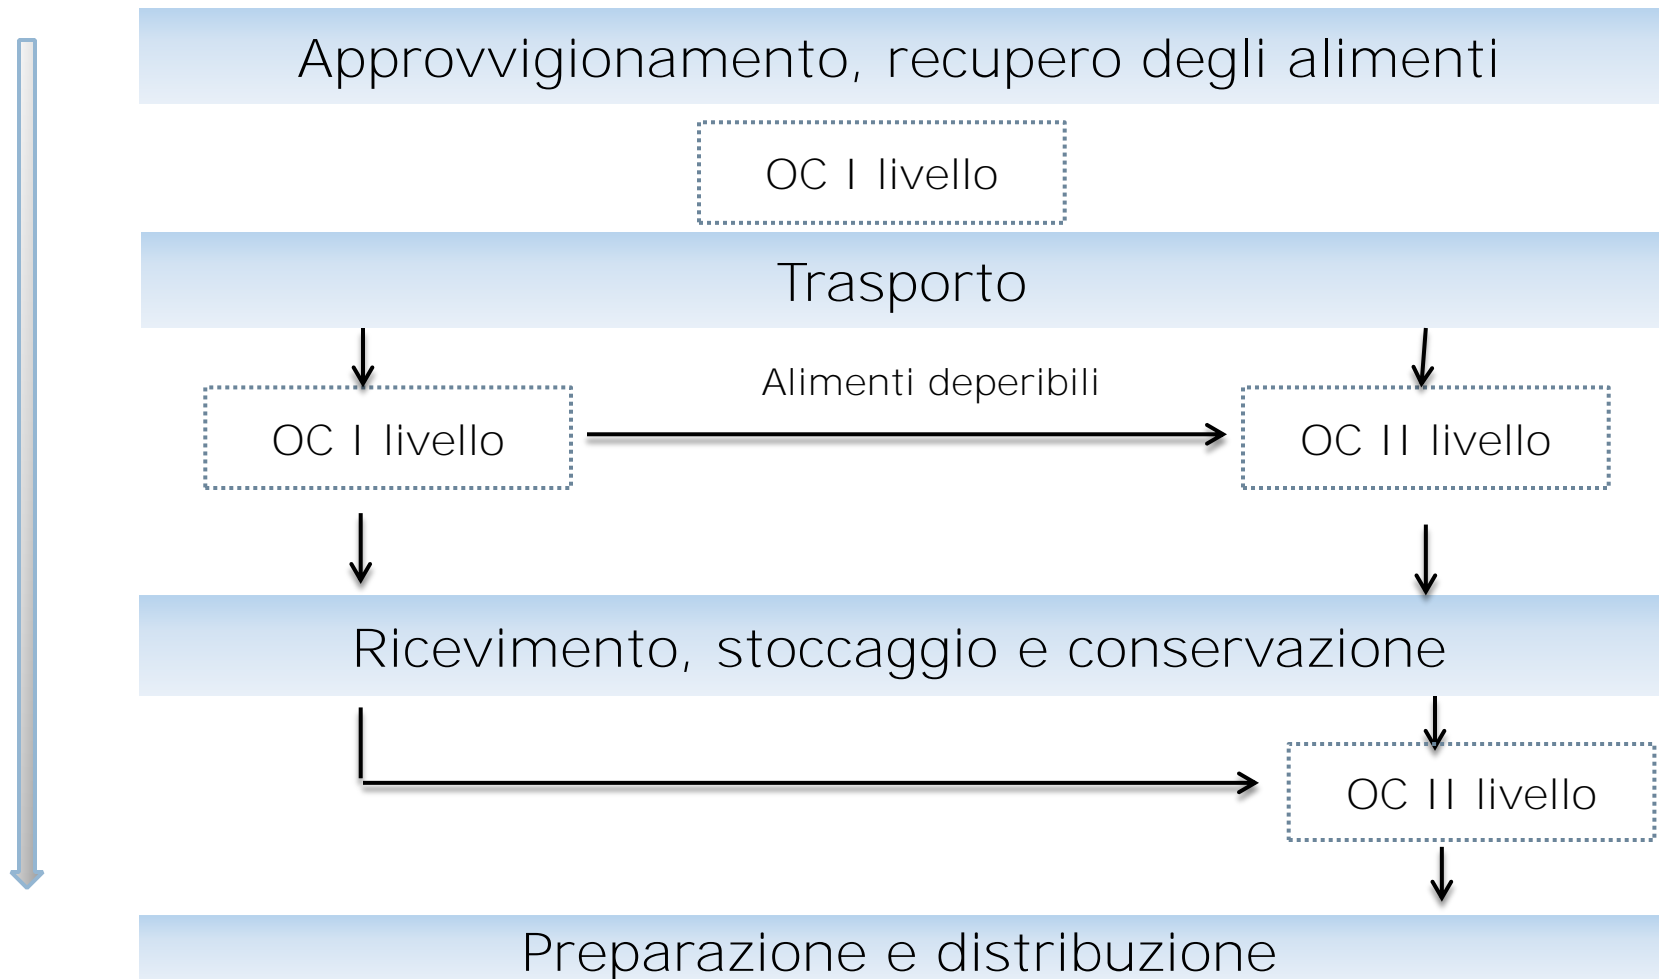 Approvvigionamento, recupero degli alimenti
OC I livello
Trasporto
Alimenti deperibili
OC I livello
OC II livello
Ricevimento, stoccaggio e conservazione
OC II livello
Preparazione e distribuzione